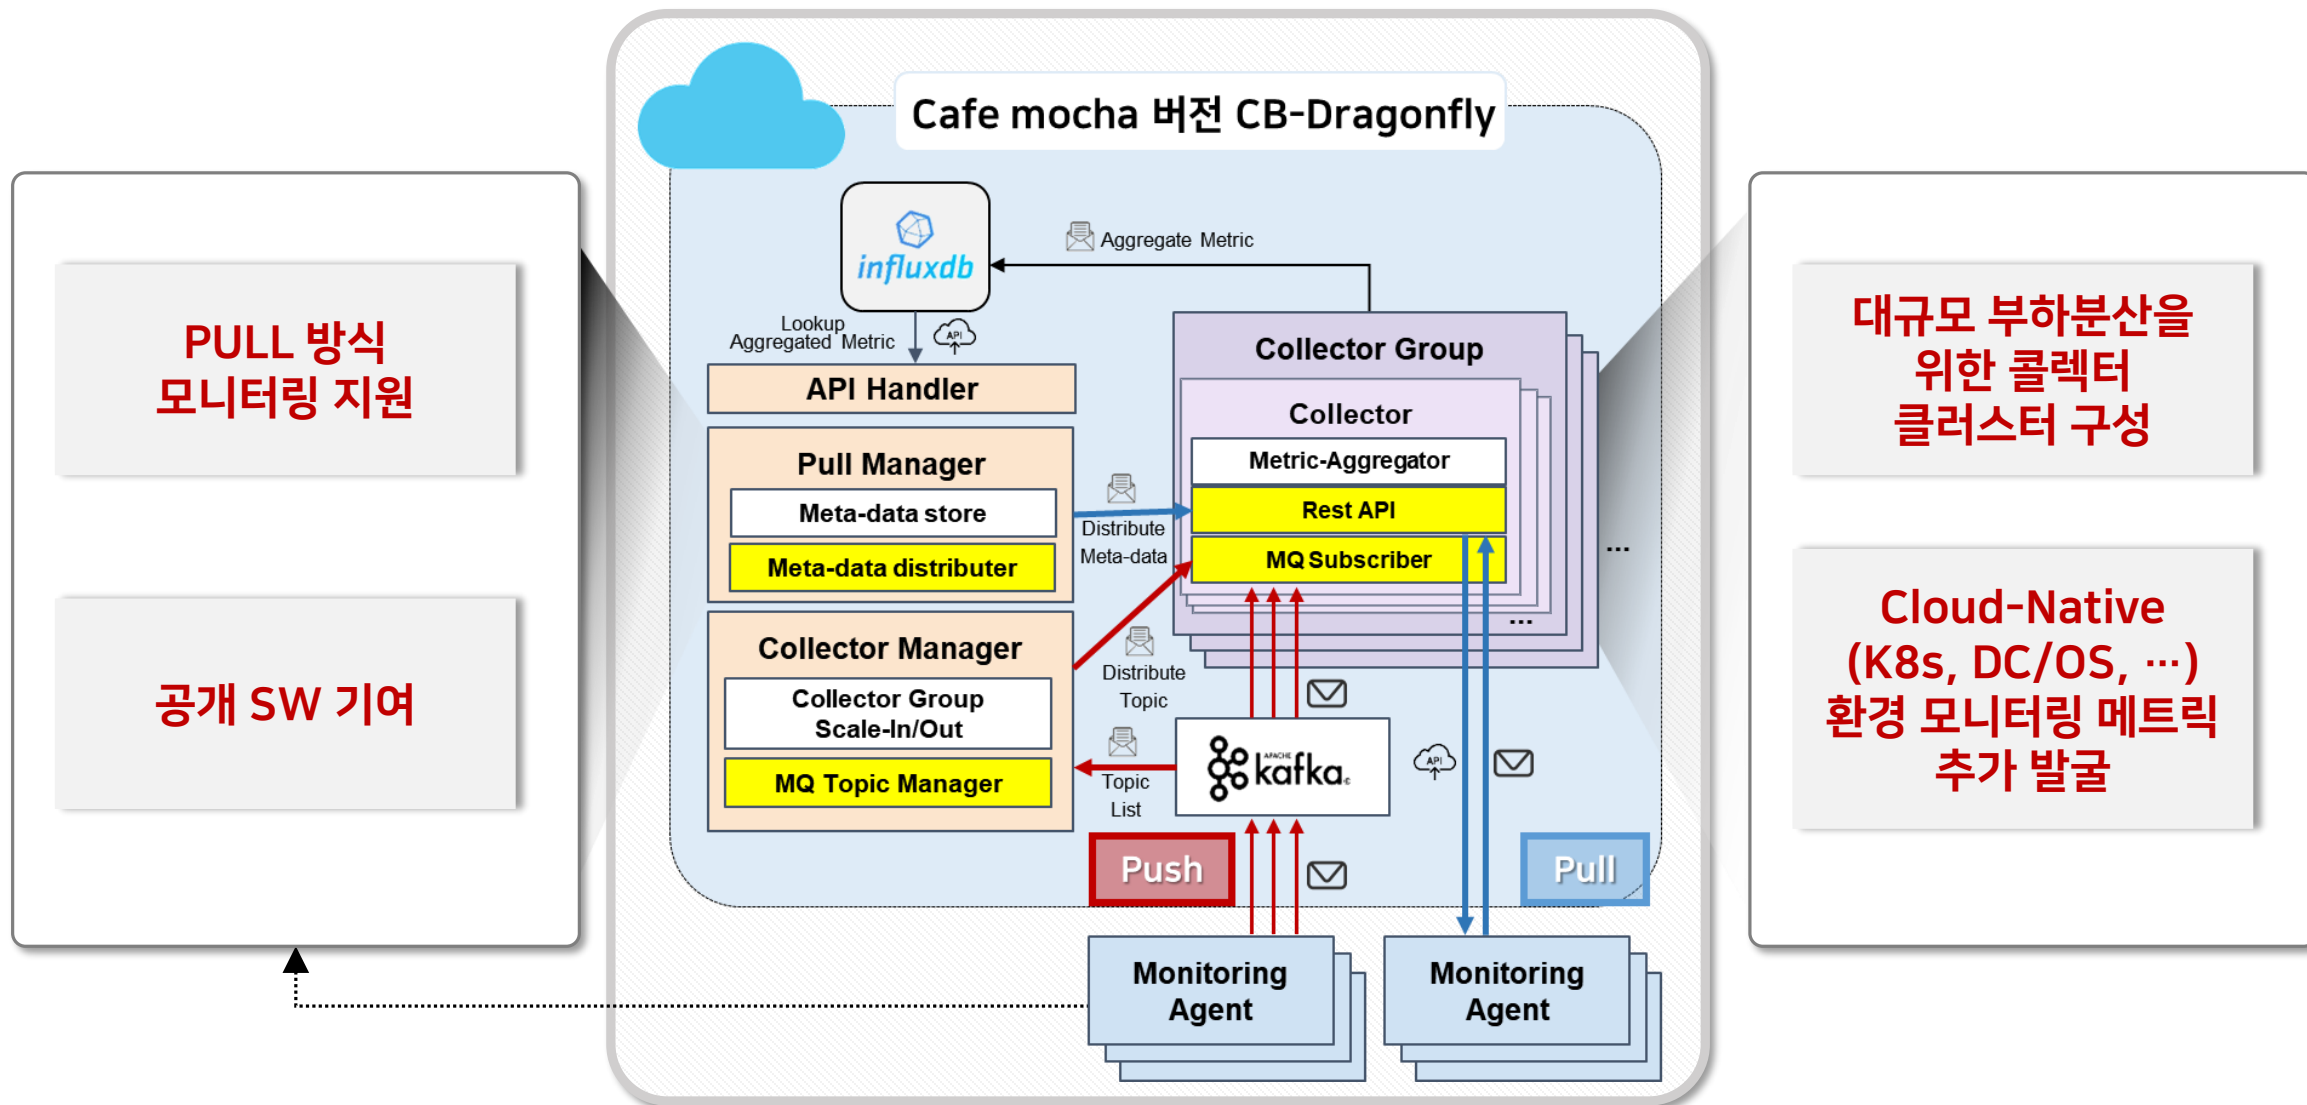 Cafe mocha 버전 CB-Dragonfly
PULL 방식
모니터링 지원
공개 SW 기여
influxdb
Aggregate Metric
Lookup
Aggregated Metric
API
API Handler
Pull Manager
Meta-data store
Meta-data distributer
Distribute
Meta-data
Collector Manager
Collector Group
Scale-In/Out
MQ Topic Manager
Distribute
Topic
Topic
List
Collector Group
Collector
Metric-Aggregator
Rest API
MQ Subscriber
...
...
APACHE
kafka
API
Push
Pull
Monitoring
Agent
Monitoring
Agent
대규모 부하분산을
위한 콜렉터
클러스터 구성
Cloud-Native
(K8s, DC/OS, …)
환경 모니터링 메트릭
추가 발굴